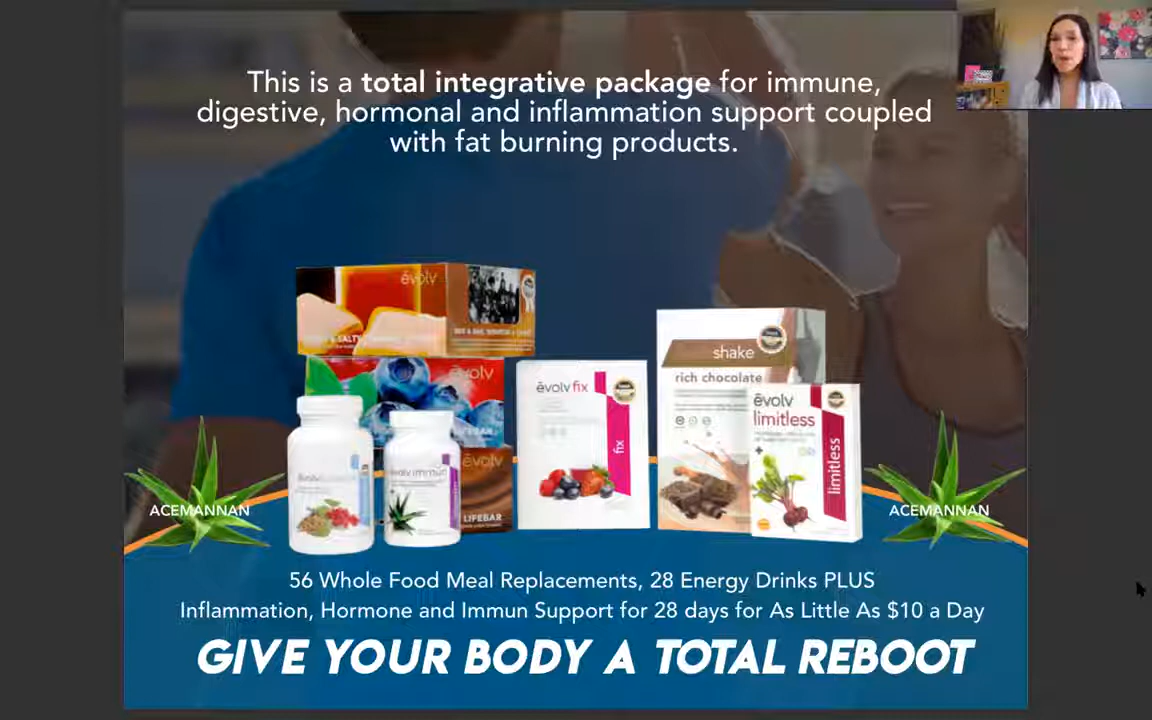 This is a total integrative package for immune,
digestive, hormonal and inflammation support coupled
with fat burning products.
ēvolv
ēvolv
shake
rich chocolate
ēvolv fix
fix
ēvolv
limitless
limitless
ēvolv
LIFEBAR
ACEMANNAN
ACEMANNAN
56 Whole Food Meal Replacements, 28 Energy Drinks PLUS
Inflammation, Hormone and Immun Support for 28 days for As Little As $10 a Day
GIVE YOUR BODY A TOTAL REBOOT